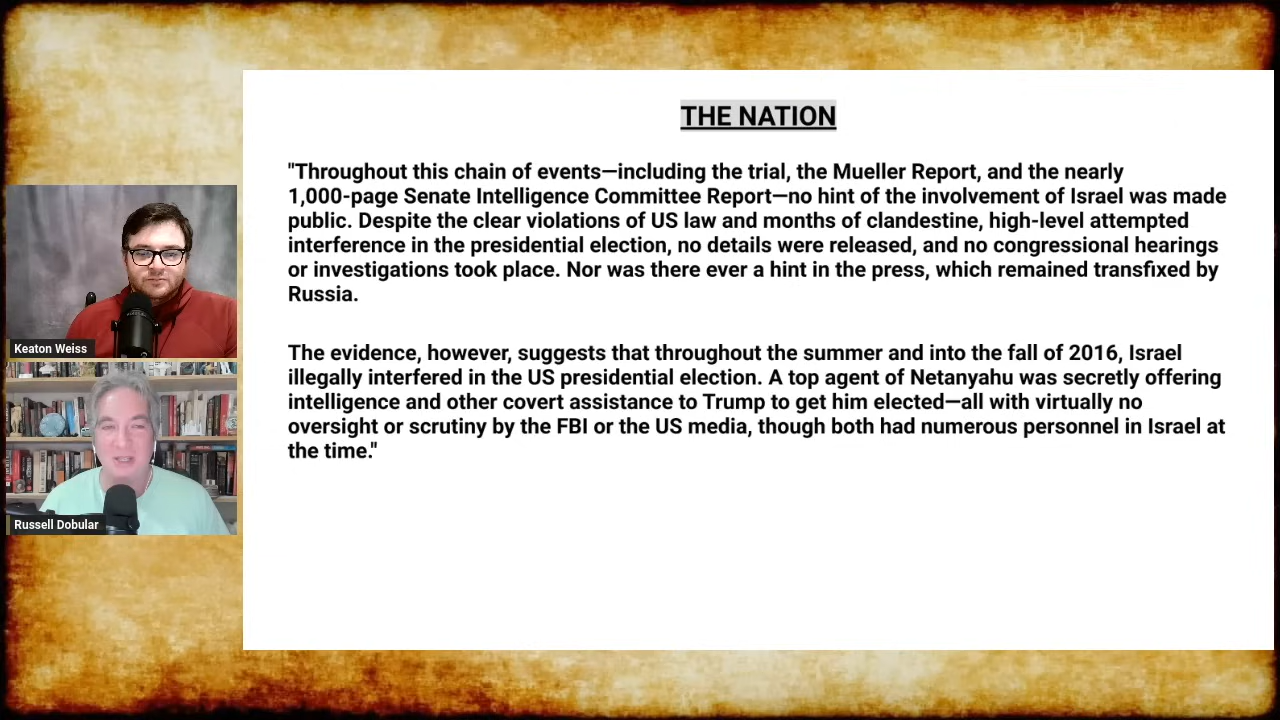 THE NATION
"Throughout this chain of events—including the trial, the Mueller Report, and the nearly
1,000-page Senate Intelligence Committee Report—no hint of the involvement of Israel was made
public. Despite the clear violations of US law and months of clandestine, high-level attempted
interference in the presidential election, no details were released, and no congressional hearings
or investigations took place. Nor was there ever a hint in the press, which remained transfixed by
Russia.
The evidence, however, suggests that throughout the summer and into the fall of 2016, Israel
illegally interfered in the US presidential election. A top agent of Netanyahu was secretly offering
intelligence and other covert assistance to Trump to get him elected—all with virtually no
oversight or scrutiny by the FBI or the US media, though both had numerous personnel in Israel at
the time."
Keaton Weiss
Russell Dobular